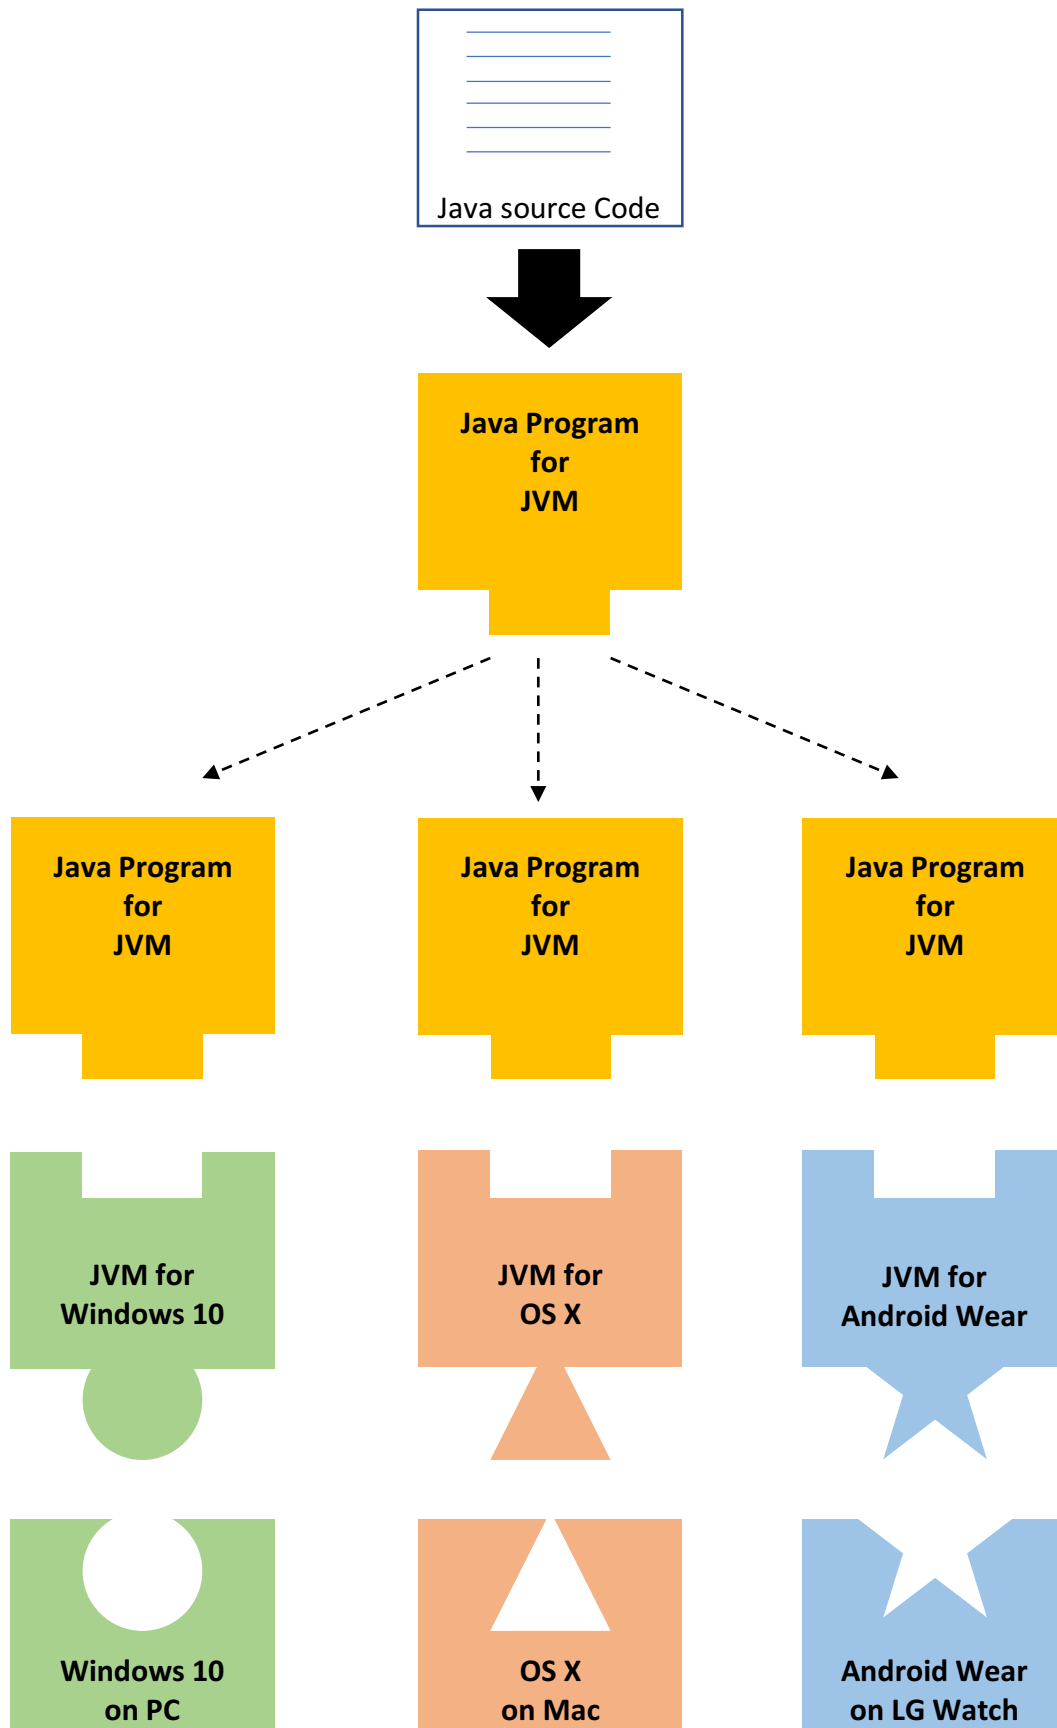 Java source Code
Java Program
for
JVM
Java Program
for
JVM
Java Program
for
JVM
Java Program
for
JVM
JVM for
Windows 10
JVM for
OS X
JVM for
Android Wear
Windows 10
on PC
OS X
on Mac
Android Wear
on LG Watch